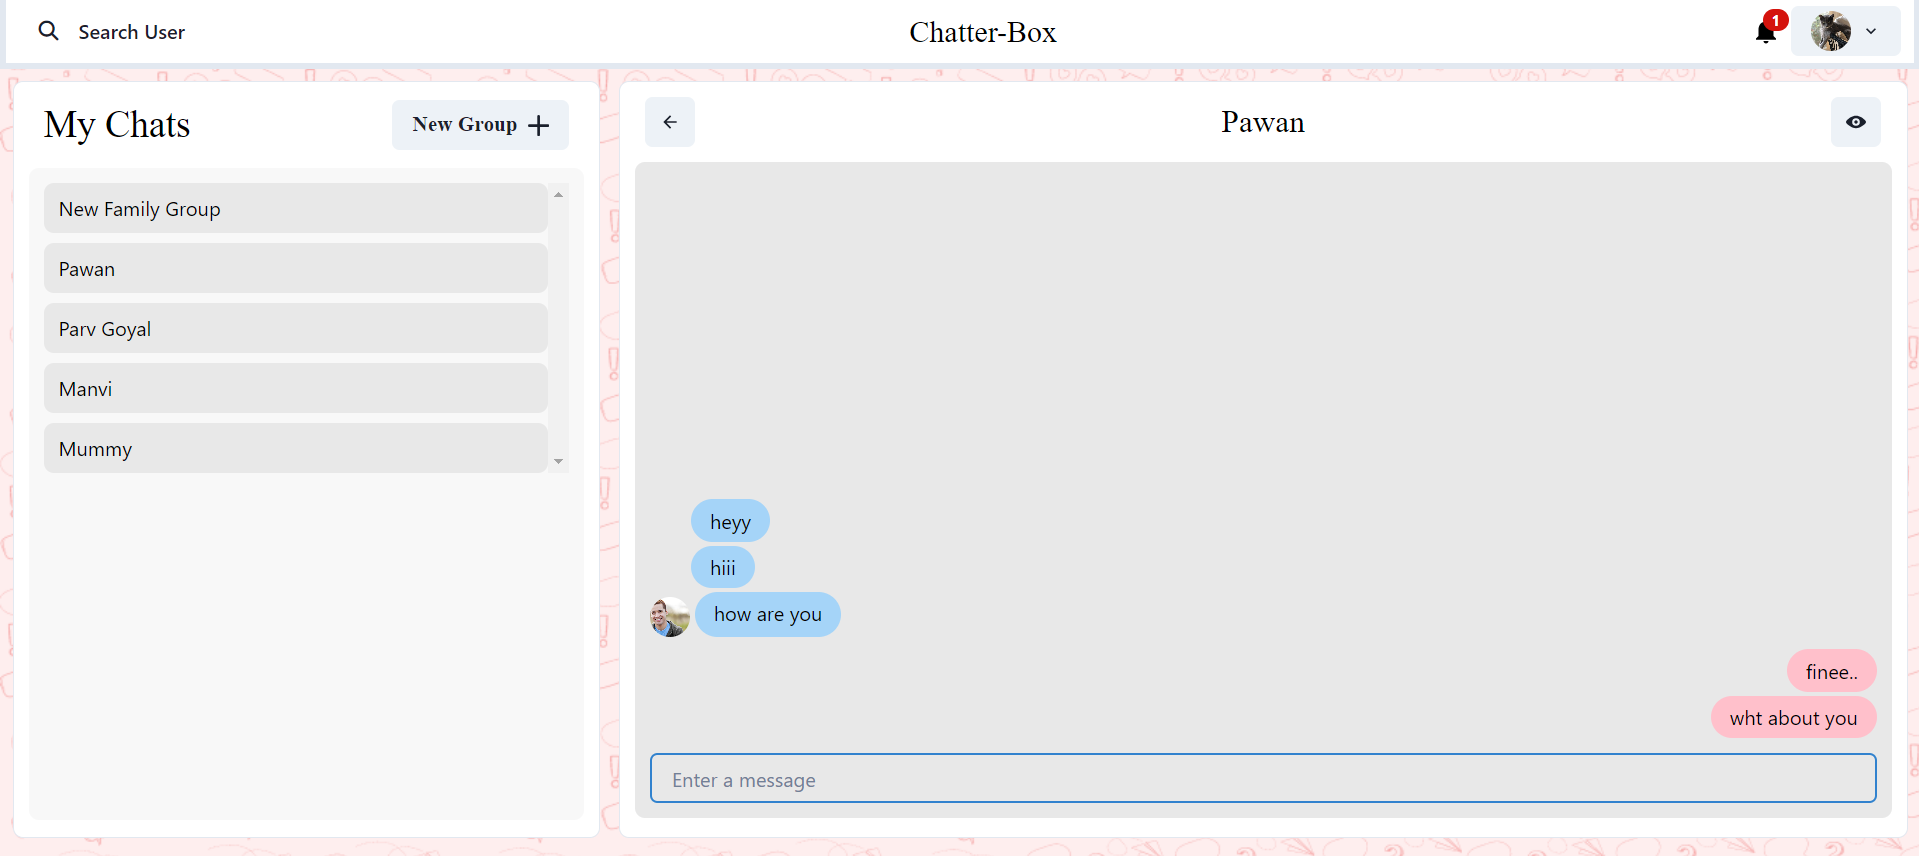 Search User
Chatter-Box
1
My Chats
New Group
New Family Group
Pawan
Parv Goyal
Manvi
Mummy
Pawan
heyy
hiii
how are you
finee..
wht about you
Enter a message